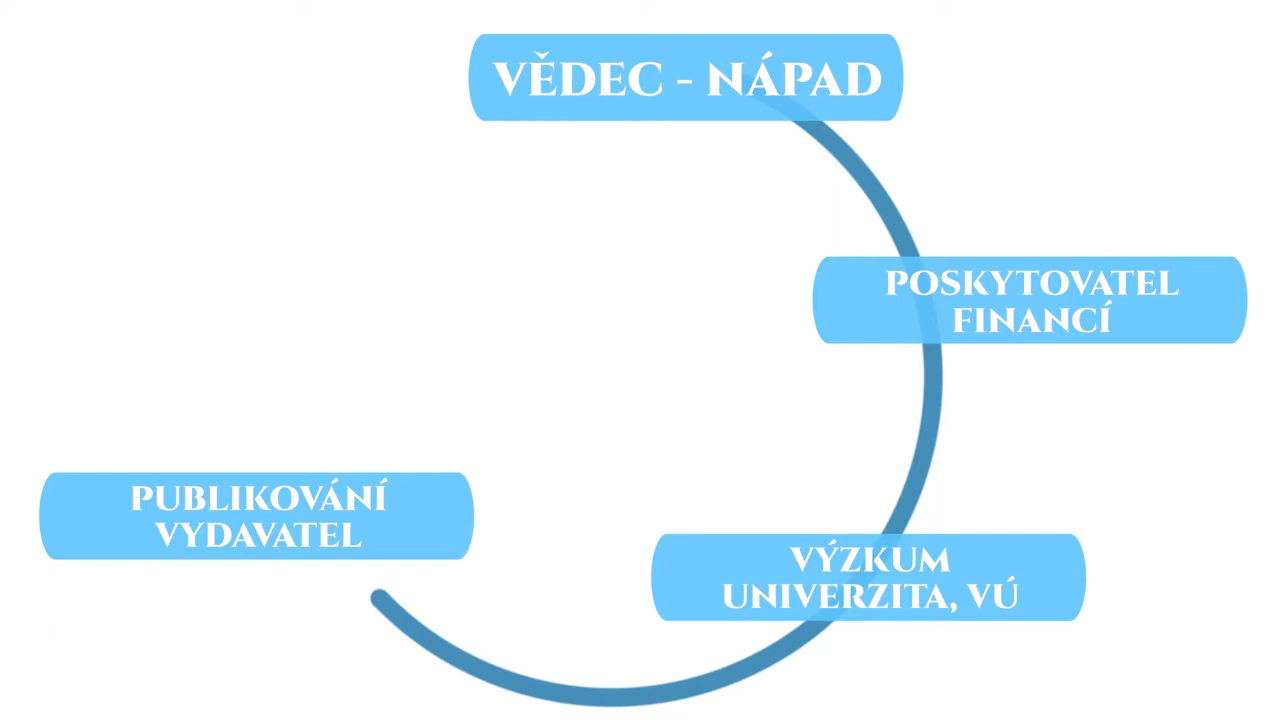 VĚDEC - NÁPAD
POSKYTOVATEL
FINANCÍ
VÝZKUM
UNIVERZITA, VÚ
PUBLIKOVÁNÍ
VYDAVATEL